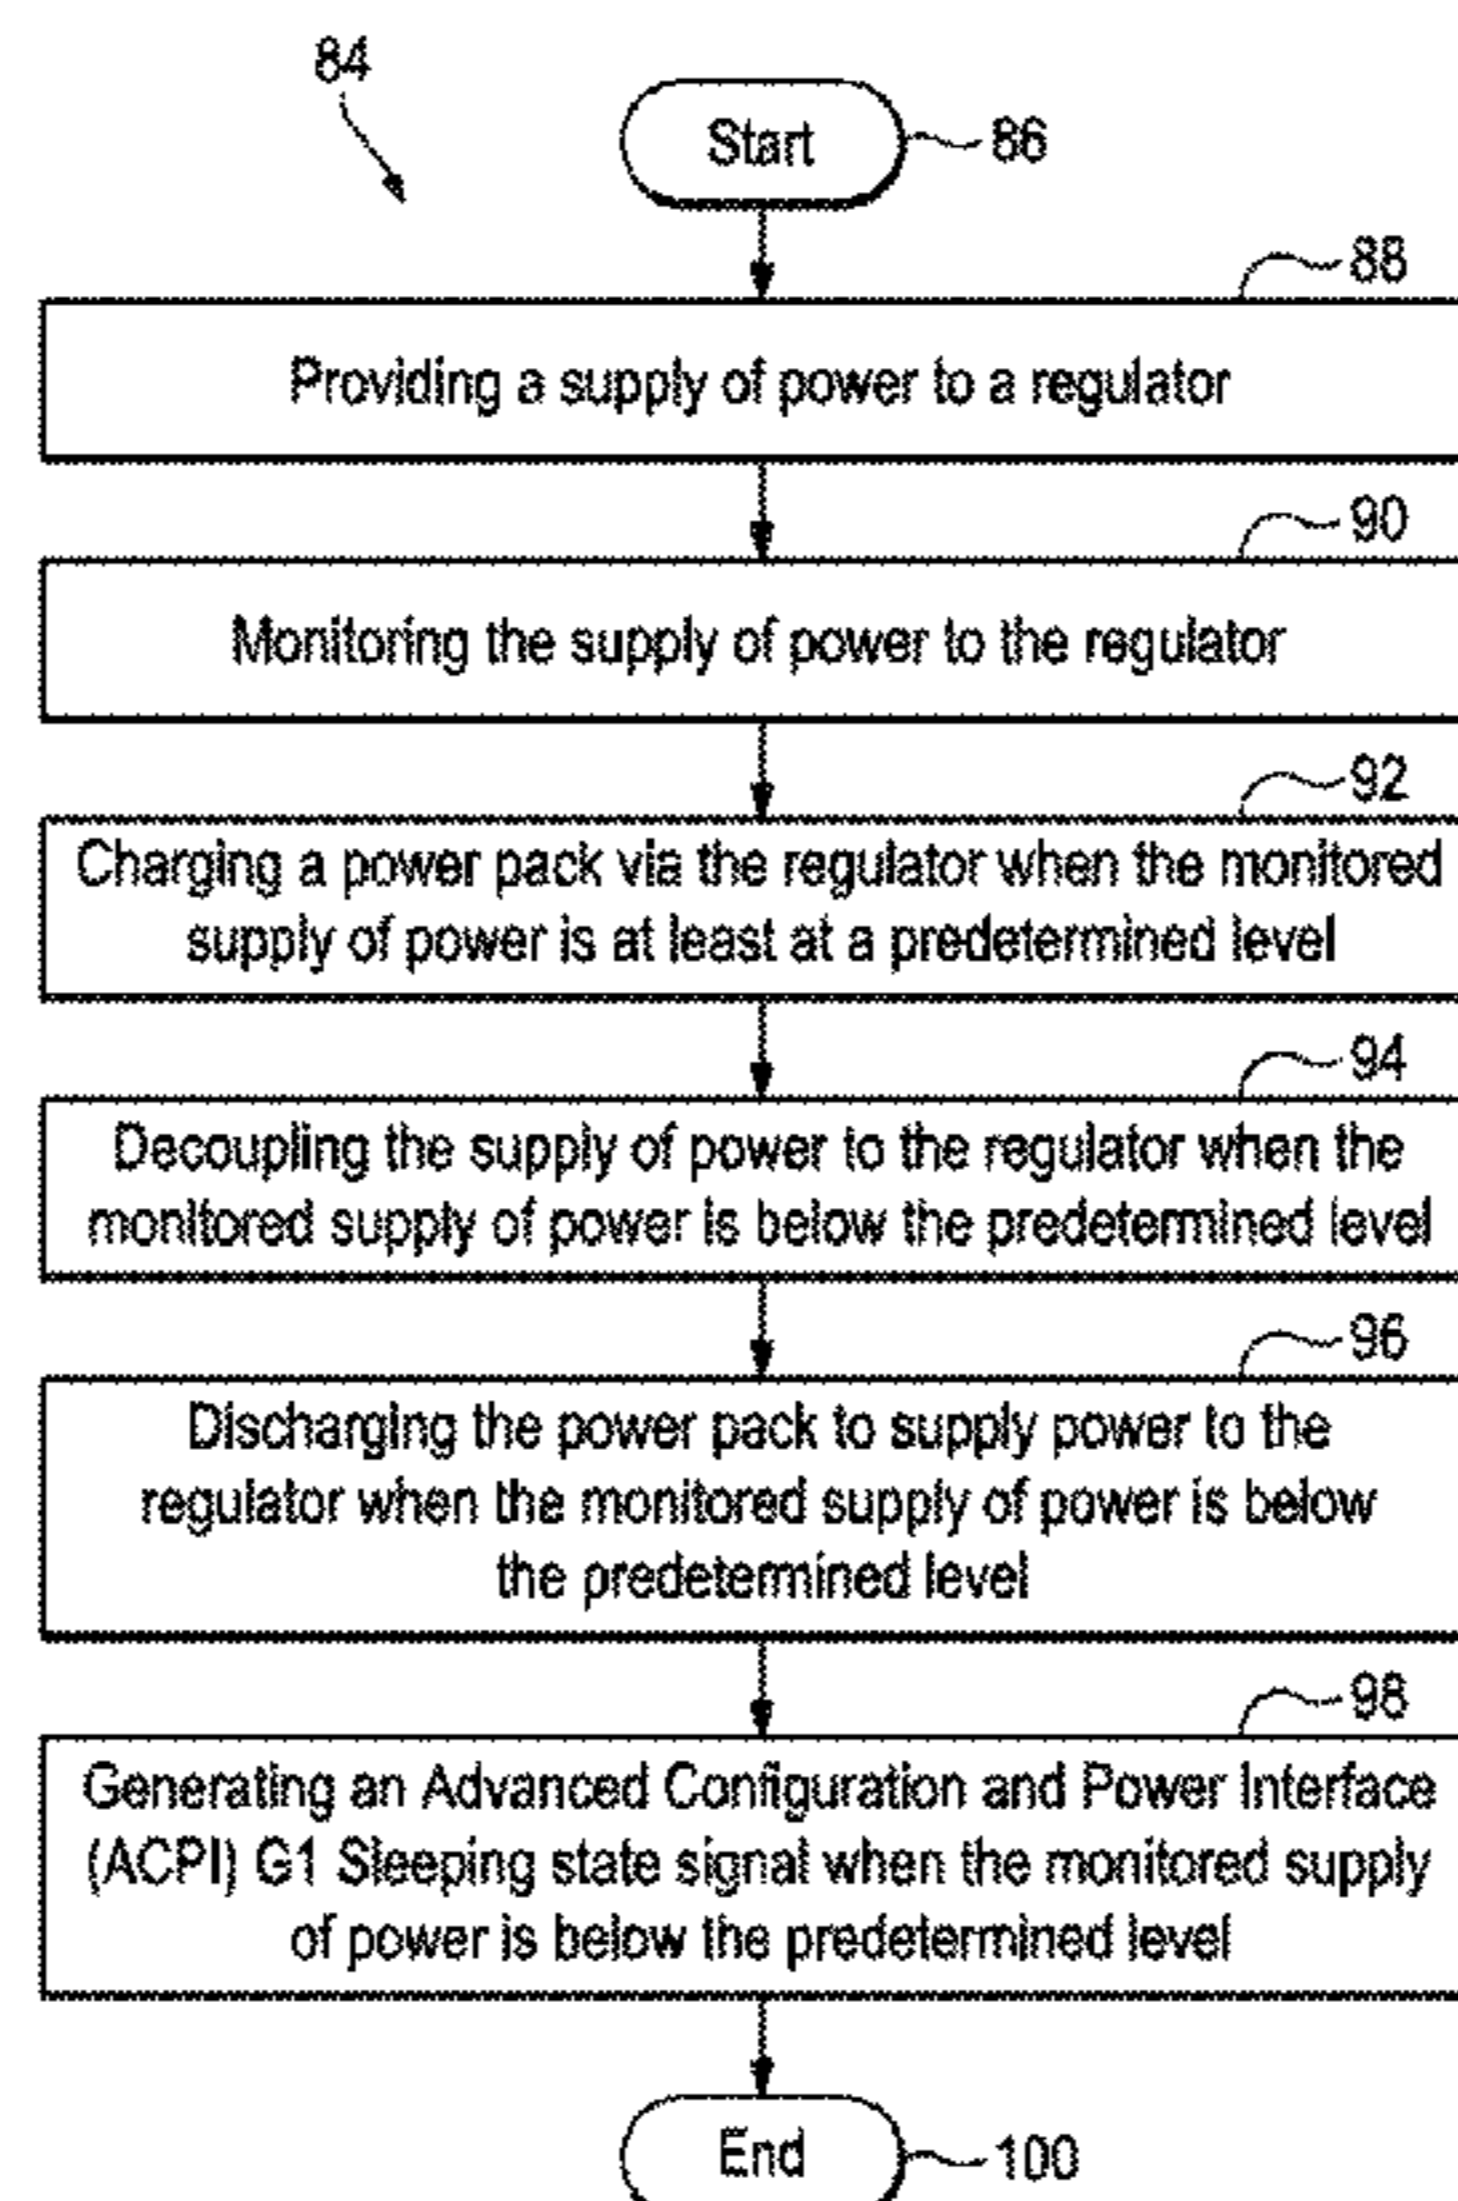 84
Start
86
88
Providing a supply of power to a regulator
90
Monitoring the supply of power to the regulator
92
Charging a power pack via the regulator when the monitored
supply of power is at least at a predetermined level
94
Decoupling the supply of power to the regulator when the
monitored supply of power is below the predetermined level
96
Discharging the power pack to supply power to the
regulator when the monitored supply of power is below
the predetermined level
98
Generating an Advanced Configuration and Power Interface
(ACPI) G1 Sleeping state signal when the monitored supply
of power is below the predetermined level
End
100